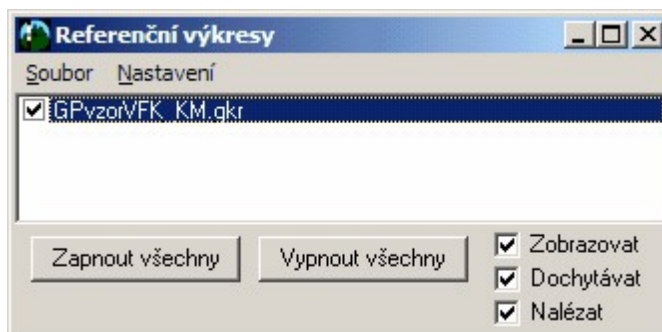 Referenční výkresy
Soubor Nastavení
GPvzorVFK_KM.gkr
Zapnout všechny Vypnout všechny
Zobrazovat
Dochytávat
Nalézat